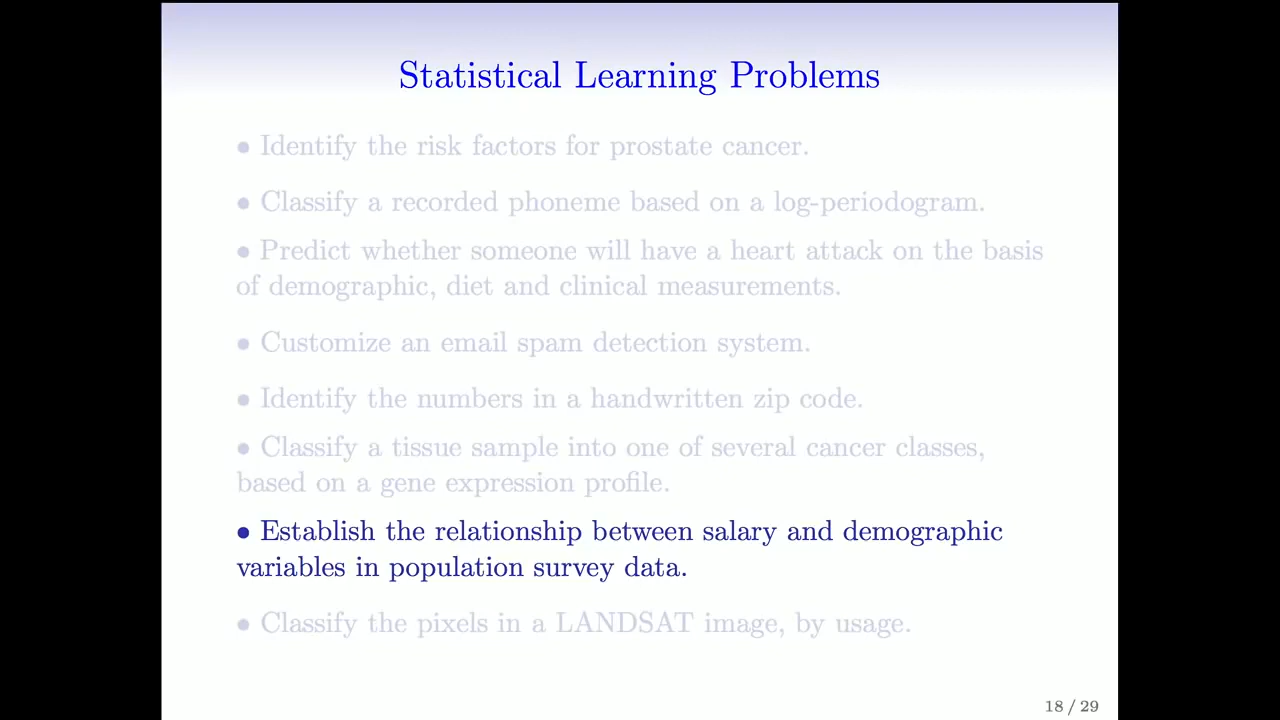 Statistical Learning Problems
• Identify the risk factors for prostate cancer.
• Classify a recorded phoneme based on a log-periodogram.
• Predict whether someone will have a heart attack on the basis
of demographic, diet and clinical measurements.
• Customize an email spam detection system.
• Identify the numbers in a handwritten zip code.
• Classify a tissue sample into one of several cancer classes,
based on a gene expression profile.
• Establish the relationship between salary and demographic
variables in population survey data.
• Classify the pixels in a LANDSAT image, by usage.
18 / 29